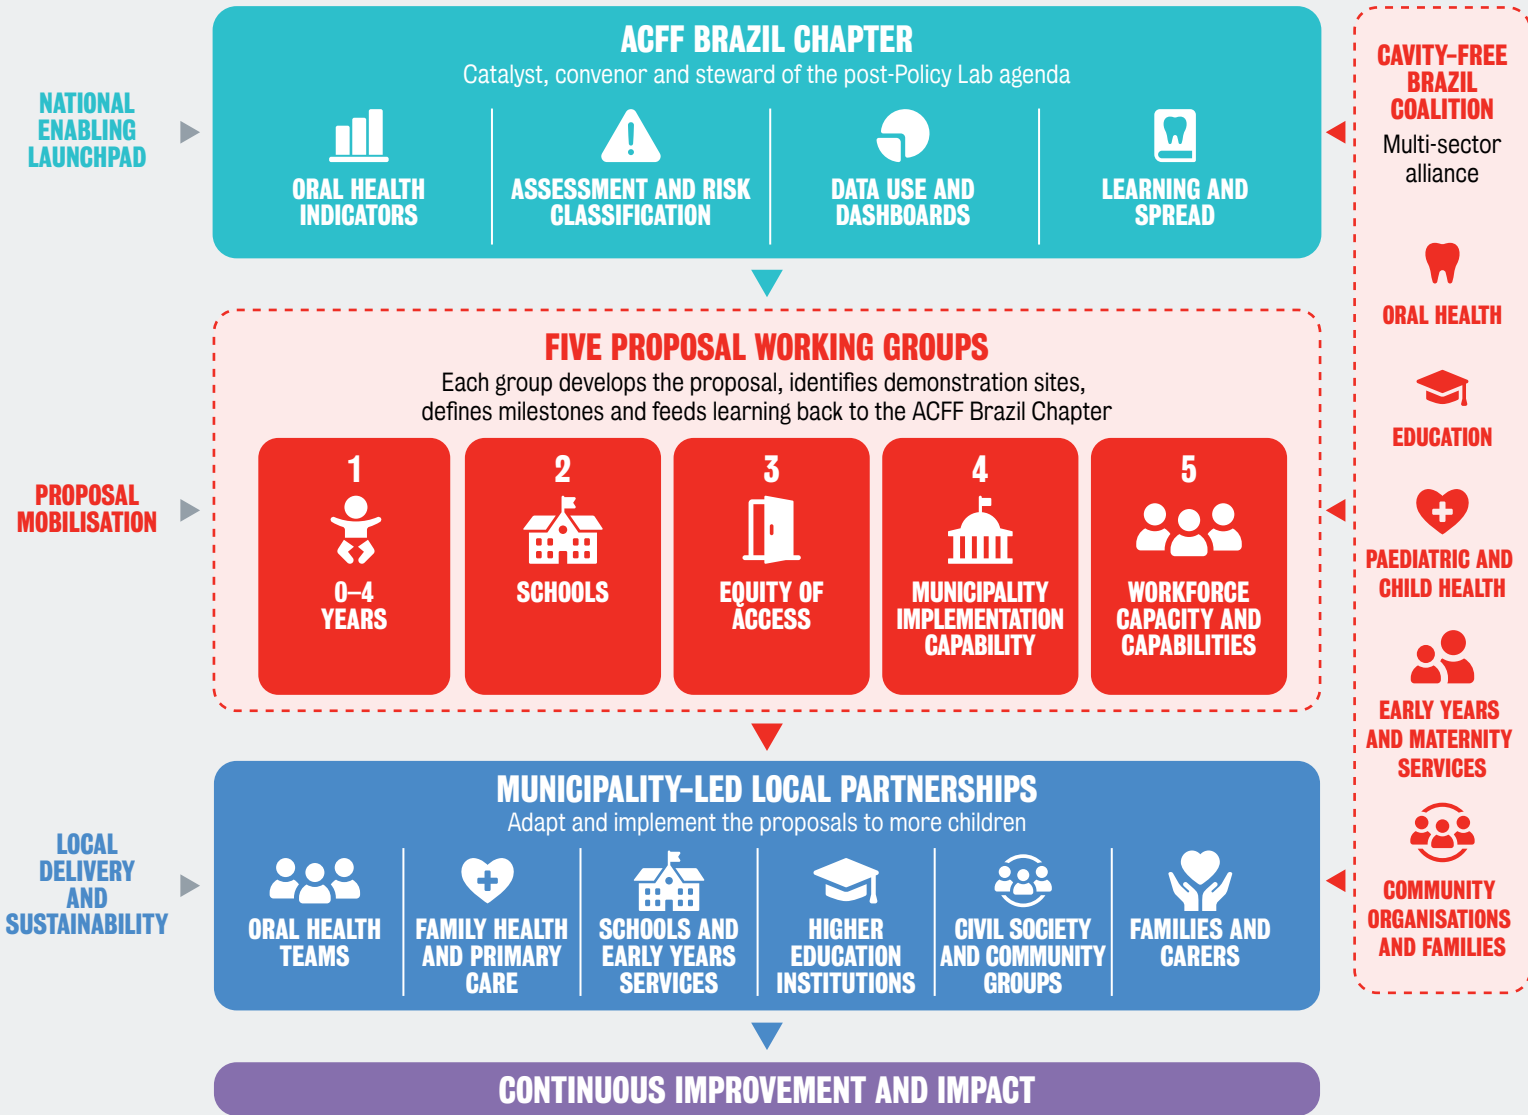 NATIONAL
ENABLING
LAUNCHPAD
ACFF BRAZIL CHAPTER
Catalyst, convenor and steward of the post-Policy Lab agenda
ORAL HEALTH
INDICATORS
ASSESSMENT AND RISK
CLASSIFICATION
DATA USE AND
DASHBOARDS
LEARNING AND
SPREAD
PROPOSAL
MOBILISATION
FIVE PROPOSAL WORKING GROUPS
Each group develops the proposal, identifies demonstration sites,
defines milestones and feeds learning back to the ACFF Brazil Chapter
1
0–4
YEARS
2
SCHOOLS
3
EQUITY OF
ACCESS
4
MUNICIPALITY
IMPLEMENTATION
CAPABILITY
5
WORKFORCE
CAPACITY AND
CAPABILITIES
LOCAL
DELIVERY
AND
SUSTAINABILITY
MUNICIPALITY-LED LOCAL PARTNERSHIPS
Adapt and implement the proposals to more children
ORAL HEALTH
TEAMS
FAMILY HEALTH
AND PRIMARY
CARE
SCHOOLS AND
EARLY YEARS
SERVICES
HIGHER
EDUCATION
INSTITUTIONS
CIVIL SOCIETY
AND COMMUNITY
GROUPS
FAMILIES AND
CARERS
CONTINUOUS IMPROVEMENT AND IMPACT
CAVITY-FREE
BRAZIL
COALITION
Multi-sector
alliance
ORAL HEALTH
EDUCATION
PAEDIATRIC AND
CHILD HEALTH
EARLY YEARS
AND MATERNITY
SERVICES
COMMUNITY
ORGANISATIONS
AND FAMILIES